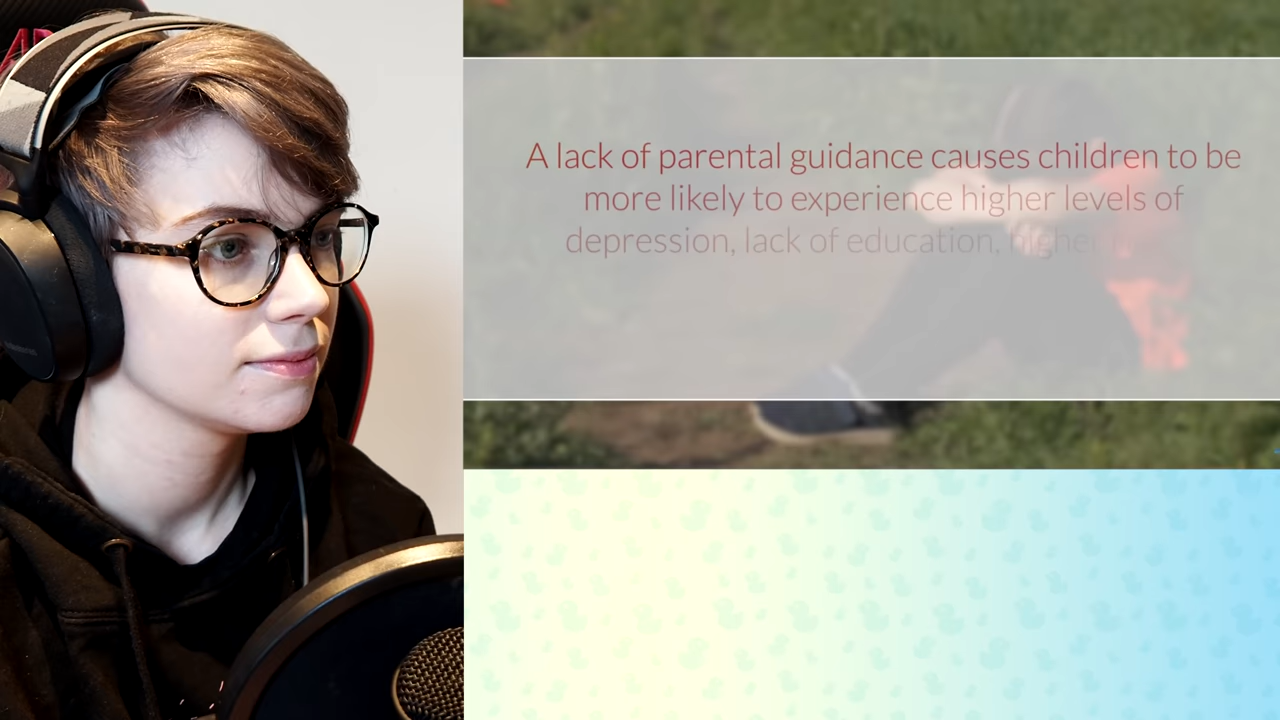 A lack of parental guidance causes children to be
more likely to experience higher levels of
depression, lack of education, higher